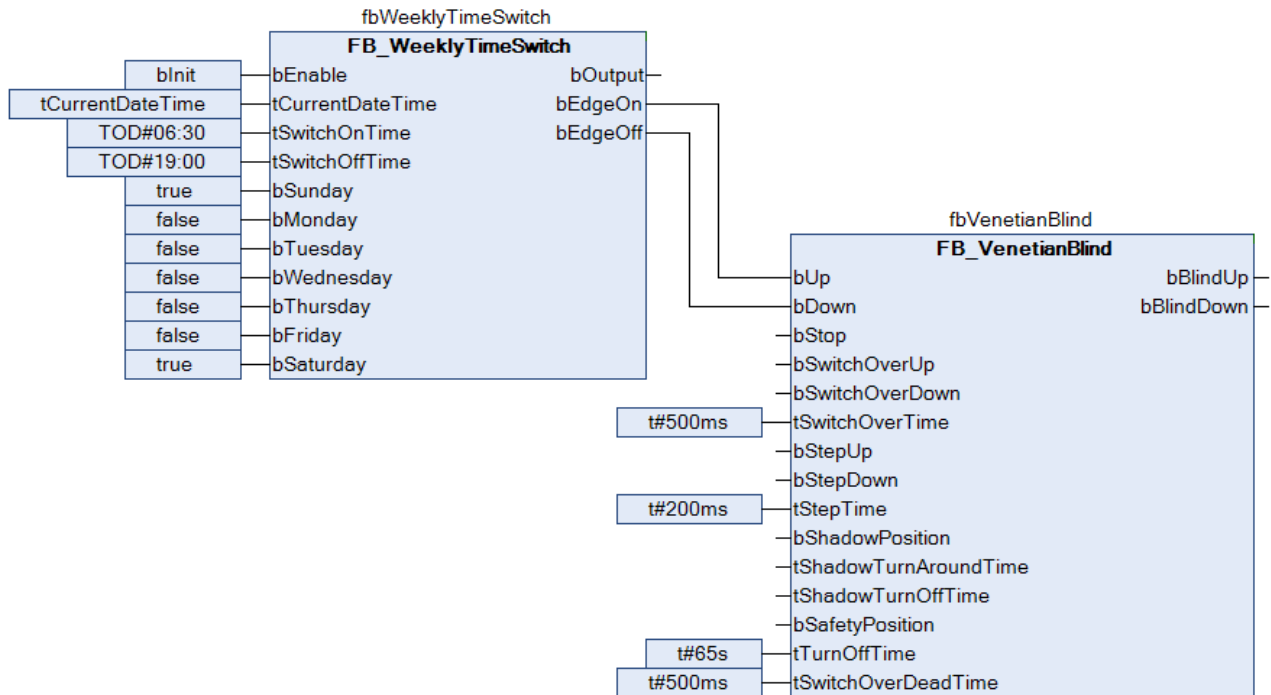 fbWeeklyTimeSwitch
FB_WeeklyTimeSwitch
bInit bEnable bOutput
tCurrentDateTime tCurrentDateTime bEdgeOn
TOD#06:30 tSwitchOnTime bEdgeOff
TOD#19:00 tSwitchOffTime
true bSunday
false bMonday
false bTuesday
false bWednesday
false bThursday
false bFriday
true bSaturday
fbVenetianBlind
FB_VenetianBlind
bUp bBlindUp
bDown bBlindDown
bStop
bSwitchOverUp
bSwitchOverDown
t#500ms tSwitchOverTime
bStepUp
bStepDown
t#200ms tStepTime
bShadowPosition
tShadowTurnAroundTime
tShadowTurnOffTime
bSafetyPosition
t#65s tTurnOffTime
t#500ms tSwitchOverDeadTime